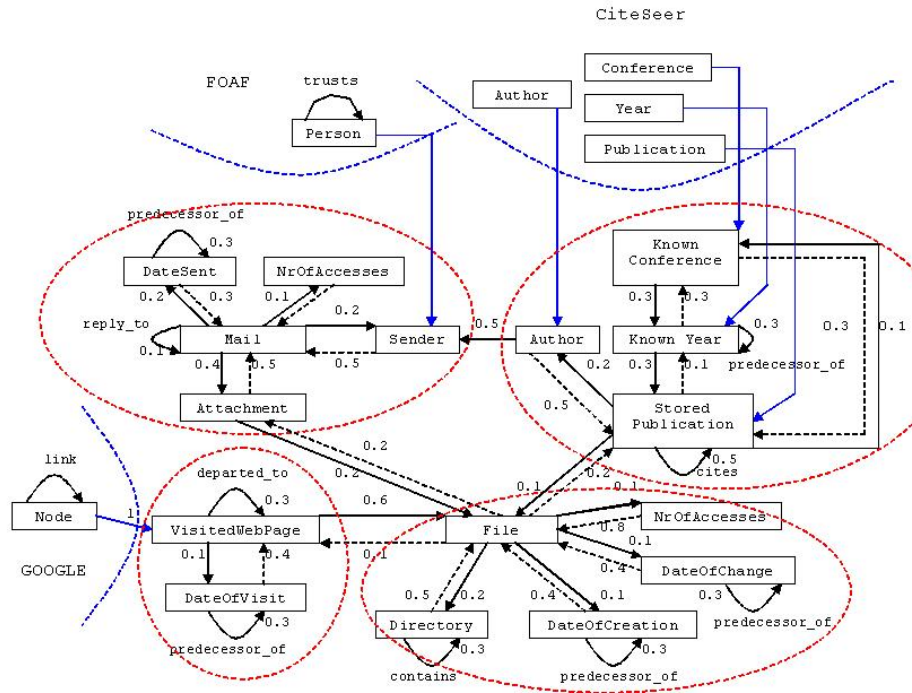 CiteSeer
FOAF
trusts
Person
Author
Conference
Year
Publication
predecessor_of
0.3
DateSent
NrOfAccesses
0.2
0.3
0.1
0.2
reply_to
0.1
Mail
Sender
0.4
0.5
0.5
Attachment
0.5
Author
Known
Conference
0.3
0.3
0.3
0.1
Known Year
0.3
predecessor_of
0.2
0.3
0.1
0.5
Stored
Publication
0.5
cites
0.2
0.2
0.1
0.2
0.1
link
Node
1
GOOGLE
departed_to
0.3
0.6
VisitedWebPage
0.1
0.4
0.1
DateOfVisit
0.3
predecessor_of
File
NrOfAccesses
0.8
0.1
0.4
DateOfChange
0.3
predecessor_of
0.5
0.2
0.4
0.1
Directory
0.3
contains
DateOfCreation
0.3
predecessor_of